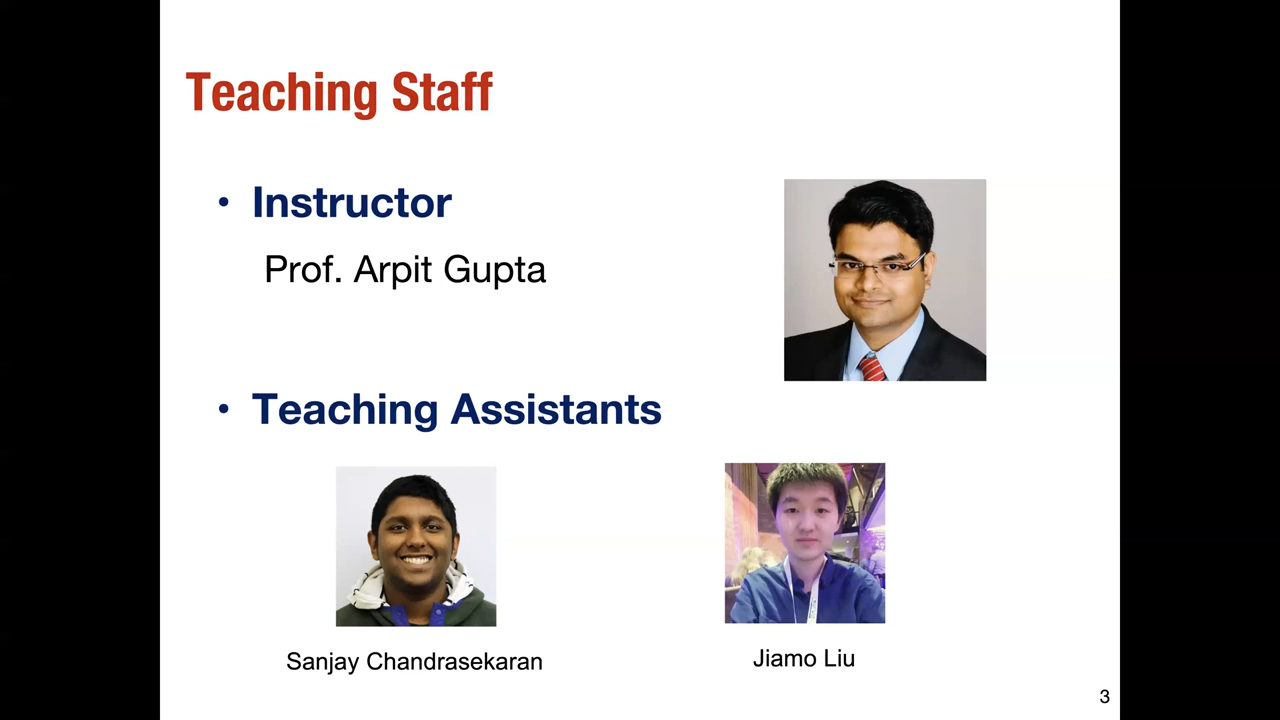 Teaching Staff
• Instructor
Prof. Arpit Gupta
• Teaching Assistants
Sanjay Chandrasekaran
Jiamo Liu
3